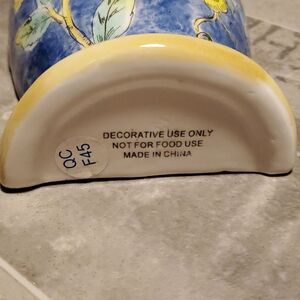 DECORATIVE USE ONLY
NOT FOR FOOD USE
MADE IN CHINA
QC
F45